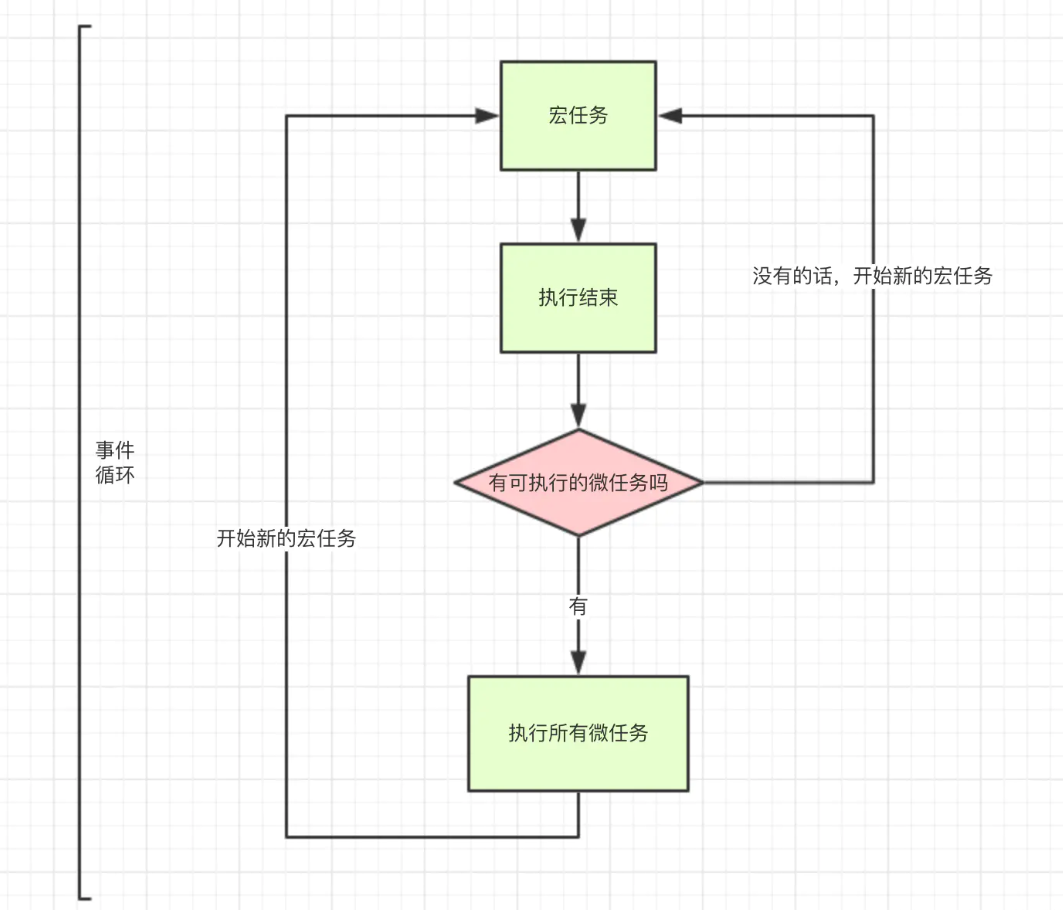 宏任务
执行结束
没有的话，开始新的宏任务
事件
循环
有可执行的微任务吗
开始新的宏任务
有
执行所有微任务